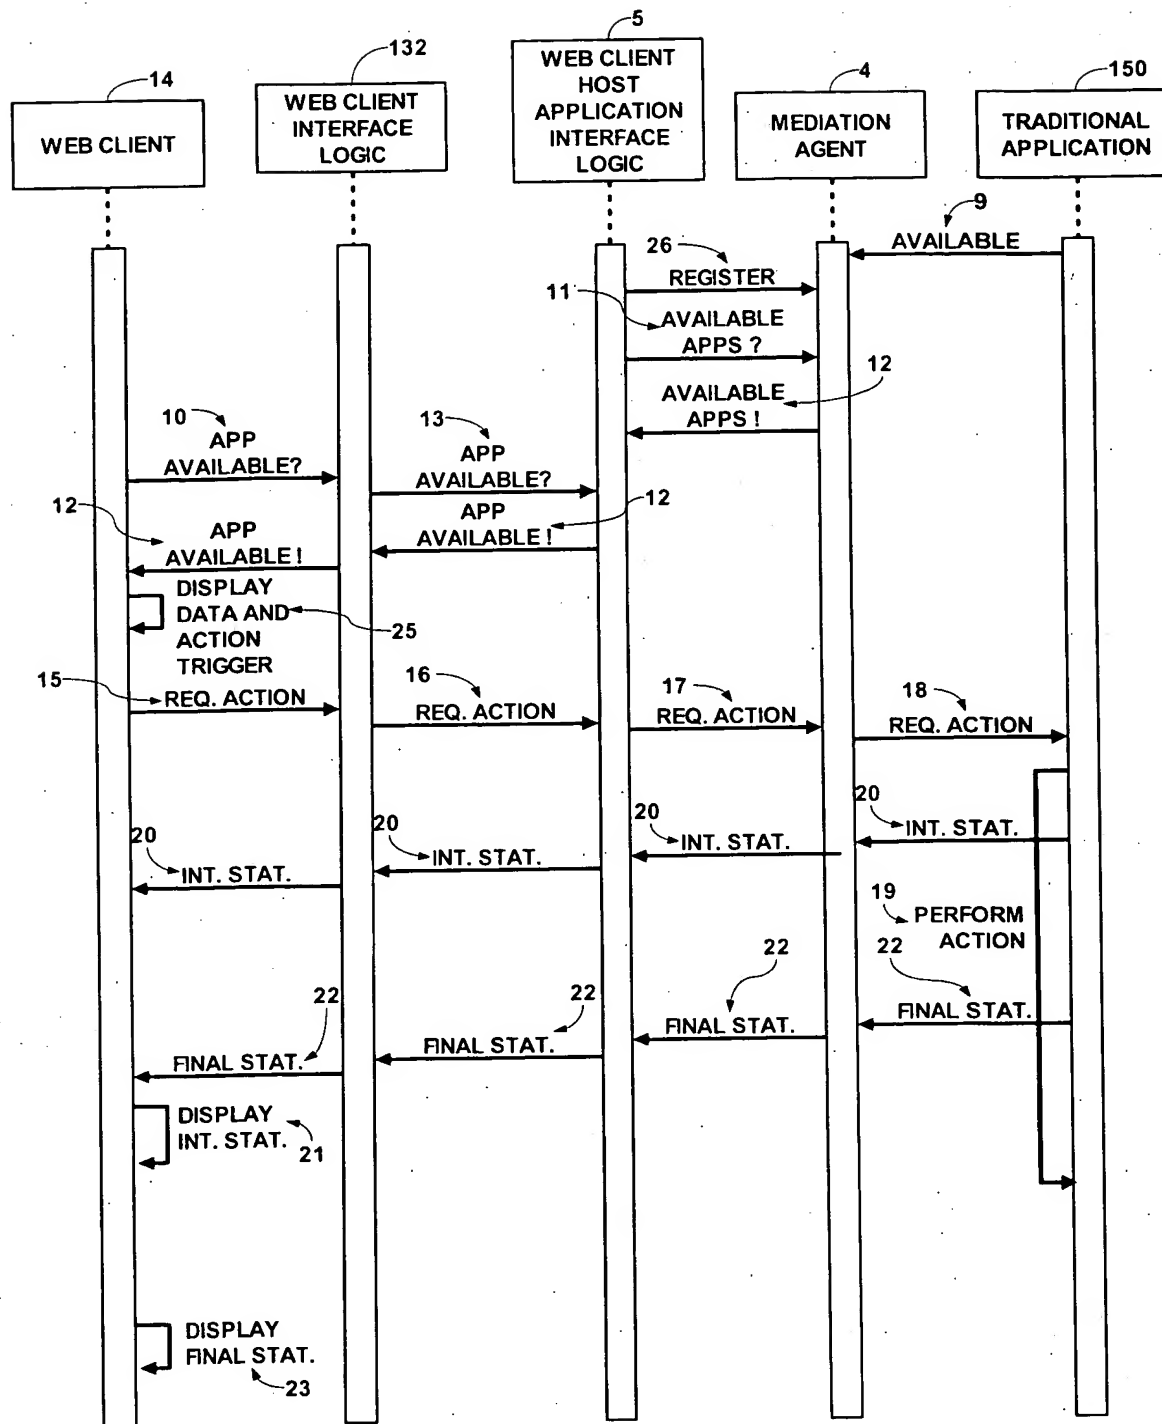 5
132
4
150
14
WEB CLIENT
HOST
APPLICATION
INTERFACE
LOGIC
WEB CLIENT
INTERFACE
LOGIC
MEDIATION
AGENT
TRADITIONAL
APPLICATION
WEB CLIENT
9
AVAILABLE
26
REGISTER
11
AVAILABLE
APPS ?
12
AVAILABLE
APPS !
10
APP
AVAILABLE?
13
APP
AVAILABLE?
12
APP
AVAILABLE !
12
APP
AVAILABLE !
DISPLAY
DATA AND
ACTION
TRIGGER
25
15
REQ. ACTION
16
REQ. ACTION
17
REQ. ACTION
18
REQ. ACTION
20
INT. STAT.
20
INT. STAT.
20
INT. STAT.
20
INT. STAT.
19
PERFORM
ACTION
22
FINAL STAT.
22
FINAL STAT.
22
FINAL STAT.
22
FINAL STAT.
DISPLAY
INT. STAT.
21
DISPLAY
FINAL STAT.
23